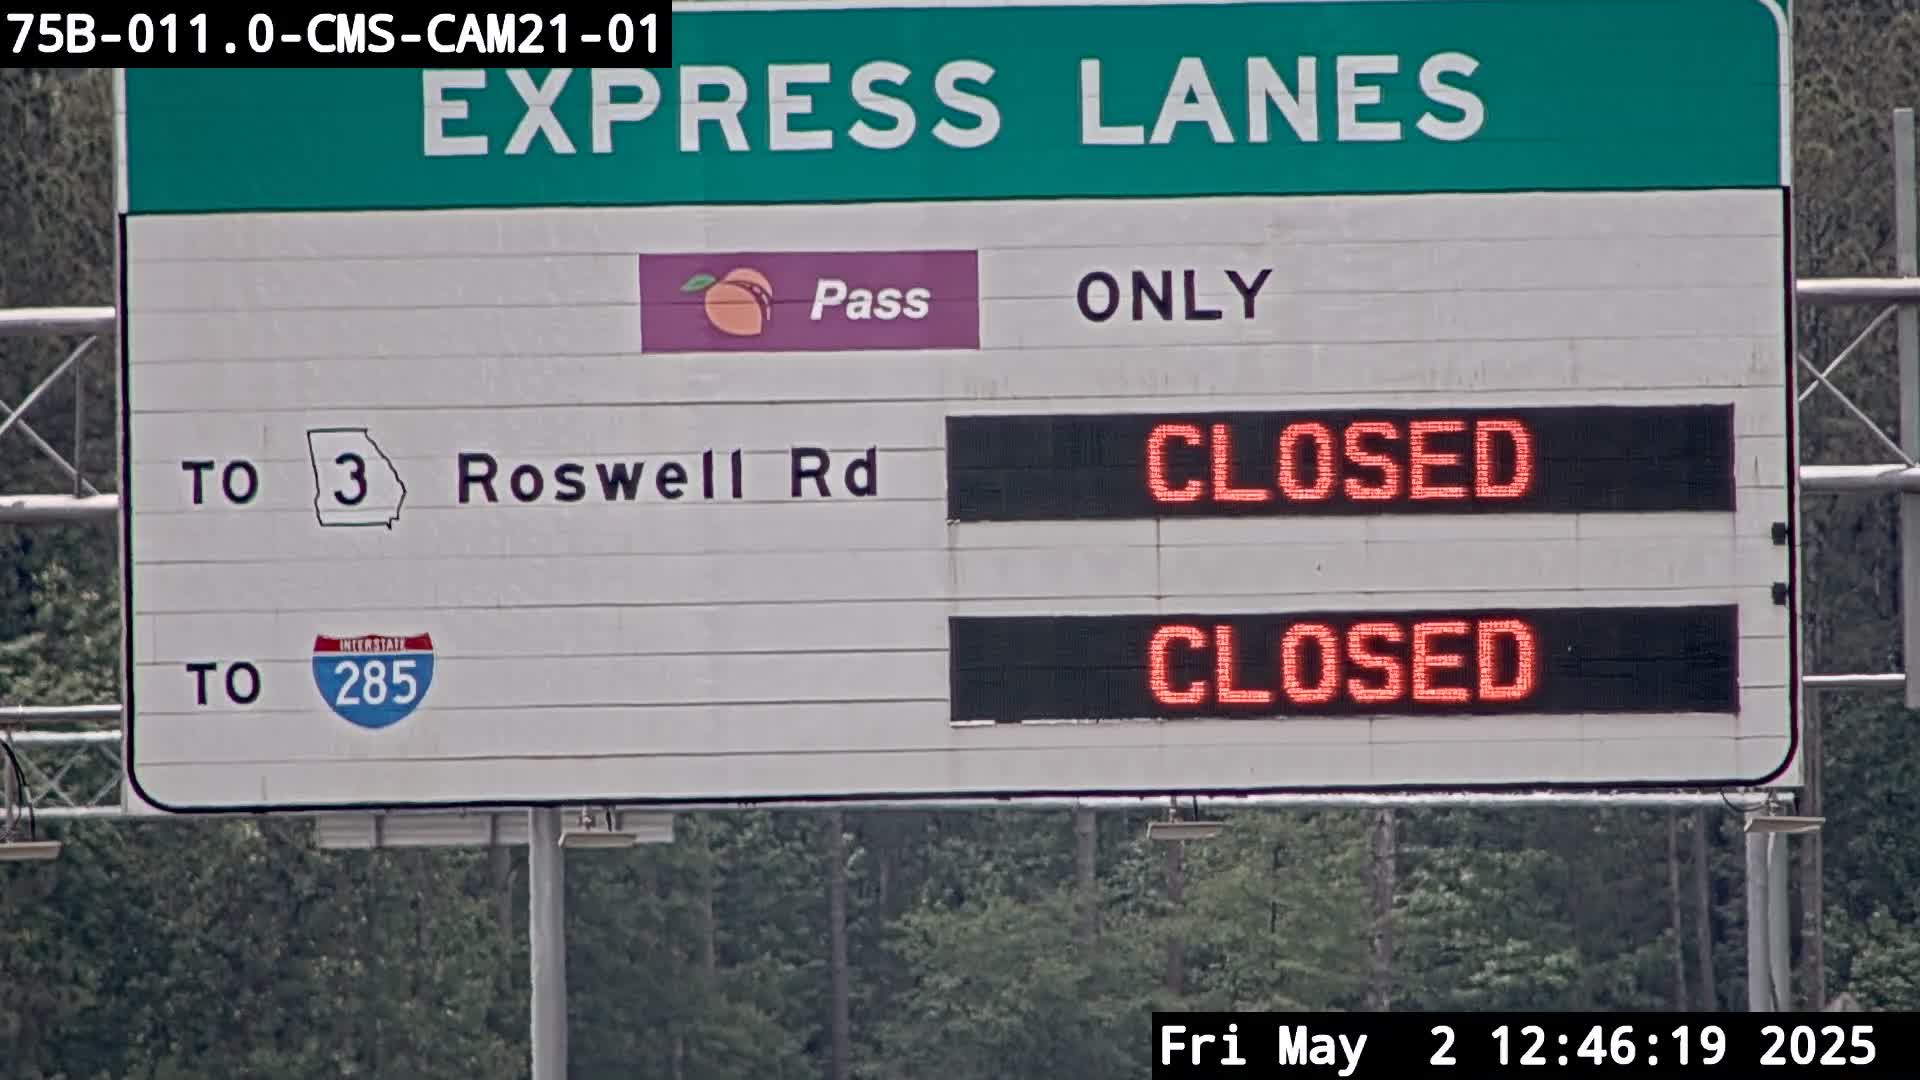 75B-011.0-CMS-CAM21-01
EXPRESS LANES
Pass ONLY
TO 3 Roswell Rd CLOSED
TO INTERSTATE 285 CLOSED
Fri May 2 12:46:19 2025